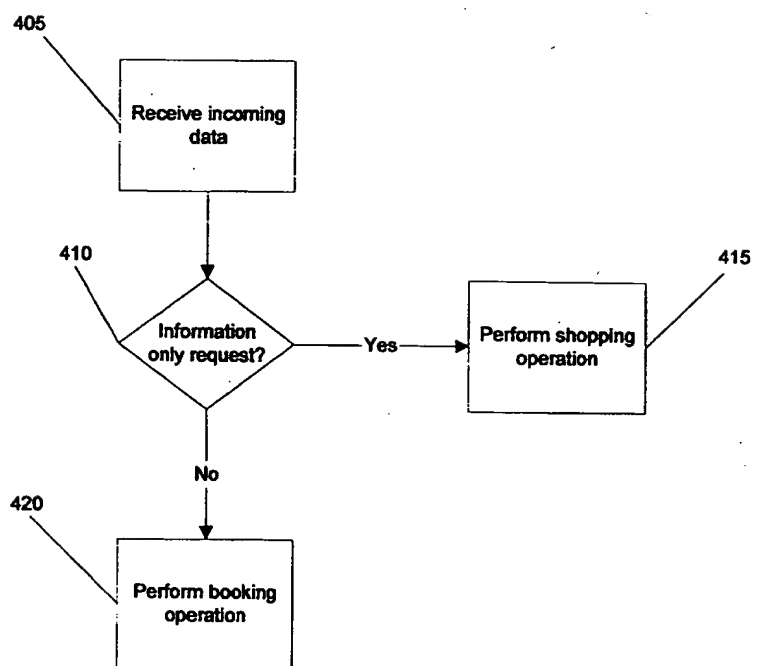 405
Receive incoming
data
410
Information
only request?
Yes
415
Perform shopping
operation
No
420
Perform booking
operation